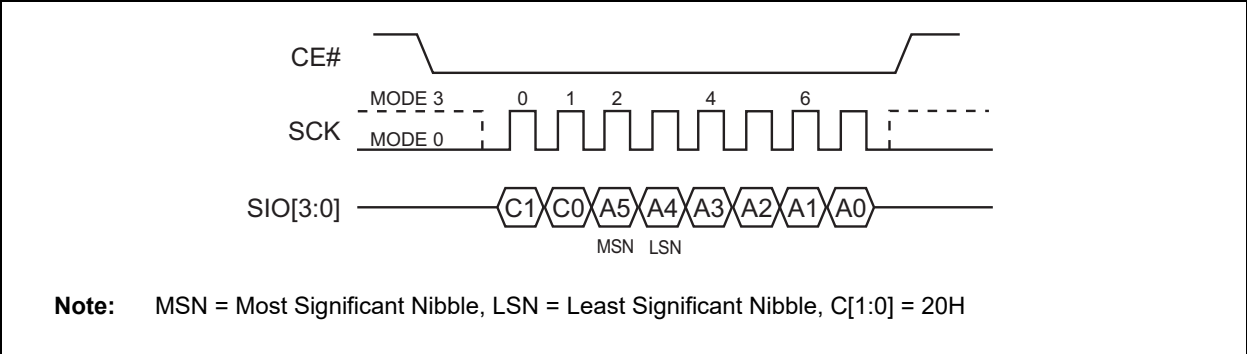 CE#
MODE 3 0 1 2 4 6
SCK
MODE 0
SIO[3:0] C1 C0 A5 A4 A3 A2 A1 A0
MSN LSN
Note: MSN = Most Significant Nibble, LSN = Least Significant Nibble, C[1:0] = 20H